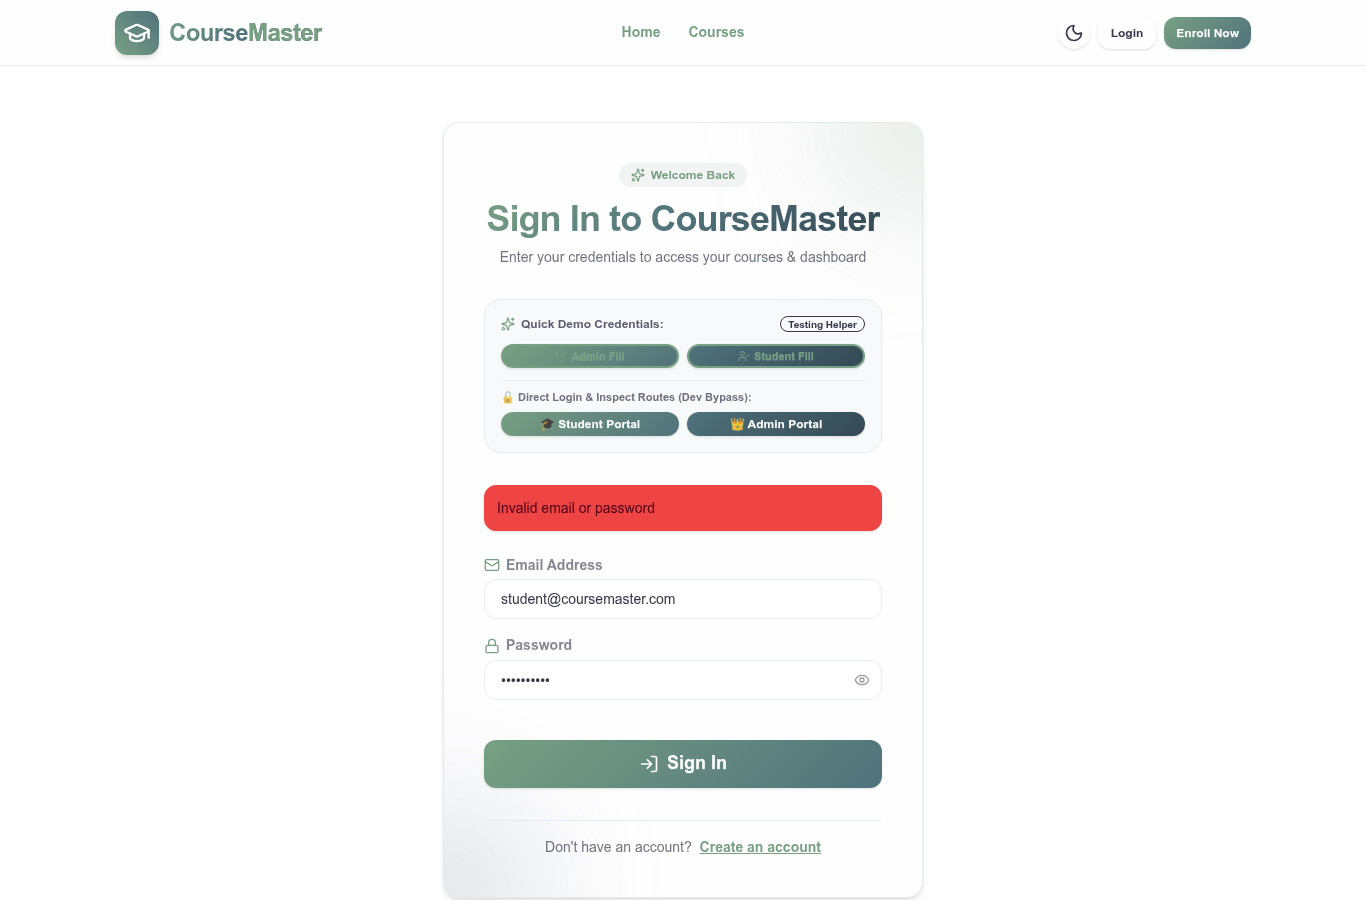 CourseMaster
Home Courses
Login Enroll Now
Welcome Back
Sign In to CourseMaster
Enter your credentials to access your courses & dashboard
Quick Demo Credentials: Testing Helper
Admin Fill Student Fill
🔓 Direct Login & Inspect Routes (Dev Bypass):
🎓 Student Portal 👑 Admin Portal
Invalid email or password
Email Address
student@coursemaster.com
Password
••••••••••
Sign In
Don't have an account? Create an account